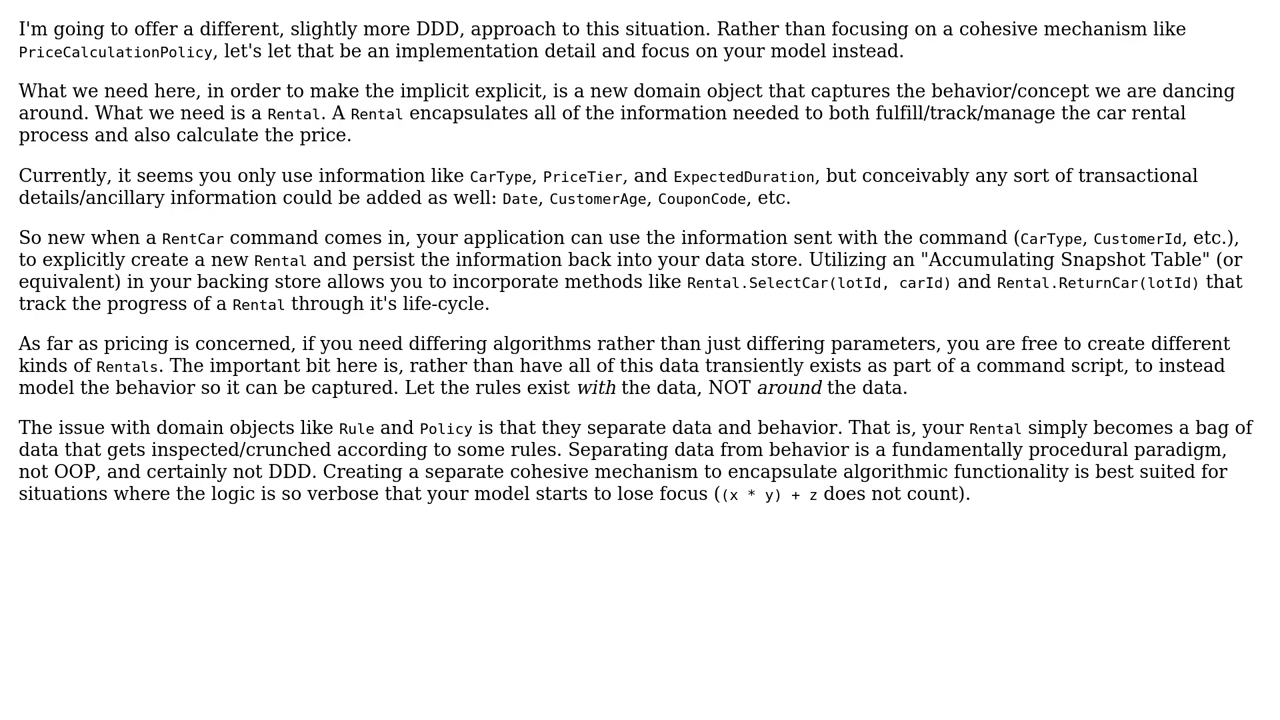 I'm going to offer a different, slightly more DDD, approach to this situation. Rather than focusing on a cohesive mechanism like
PriceCalculationPolicy, let's let that be an implementation detail and focus on your model instead.
What we need here, in order to make the implicit explicit, is a new domain object that captures the behavior/concept we are dancing
around. What we need is a Rental. A Rental encapsulates all of the information needed to both fulfill/track/manage the car rental
process and also calculate the price.
Currently, it seems you only use information like CarType, PriceTier, and ExpectedDuration, but conceivably any sort of transactional
details/ancillary information could be added as well: Date, CustomerAge, CouponCode, etc.
So new when a RentCar command comes in, your application can use the information sent with the command (CarType, CustomerId, etc.),
to explicitly create a new Rental and persist the information back into your data store. Utilizing an "Accumulating Snapshot Table" (or
equivalent) in your backing store allows you to incorporate methods like Rental.SelectCar(lotId, carId) and Rental.ReturnCar(lotId) that
track the progress of a Rental through it's life-cycle.
As far as pricing is concerned, if you need differing algorithms rather than just differing parameters, you are free to create different
kinds of Rentals. The important bit here is, rather than have all of this data transiently exists as part of a command script, to instead
model the behavior so it can be captured. Let the rules exist with the data, NOT around the data.
The issue with domain objects like Rule and Policy is that they separate data and behavior. That is, your Rental simply becomes a bag of
data that gets inspected/crunched according to some rules. Separating data from behavior is a fundamentally procedural paradigm,
not OOP, and certainly not DDD. Creating a separate cohesive mechanism to encapsulate algorithmic functionality is best suited for
situations where the logic is so verbose that your model starts to lose focus ((x * y) + z does not count).